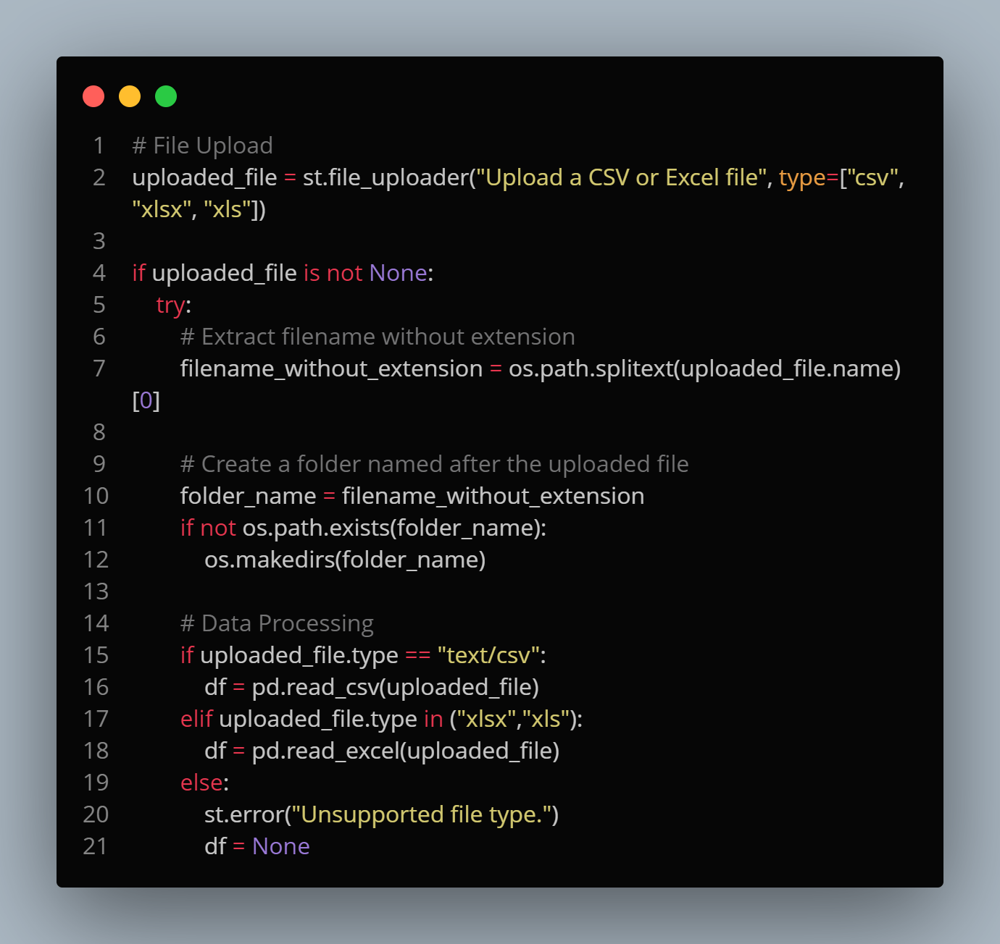 1 # File Upload
2 uploaded_file = st.file_uploader("Upload a CSV or Excel file", type=["csv",
"xlsx", "xls"])
3
4 if uploaded_file is not None:
5     try:
6         # Extract filename without extension
7         filename_without_extension = os.path.splitext(uploaded_file.name)
[0]
8
9         # Create a folder named after the uploaded file
10         folder_name = filename_without_extension
11         if not os.path.exists(folder_name):
12             os.makedirs(folder_name)
13
14         # Data Processing
15         if uploaded_file.type == "text/csv":
16             df = pd.read_csv(uploaded_file)
17         elif uploaded_file.type in ("xlsx","xls"):
18             df = pd.read_excel(uploaded_file)
19         else:
20             st.error("Unsupported file type.")
21             df = None